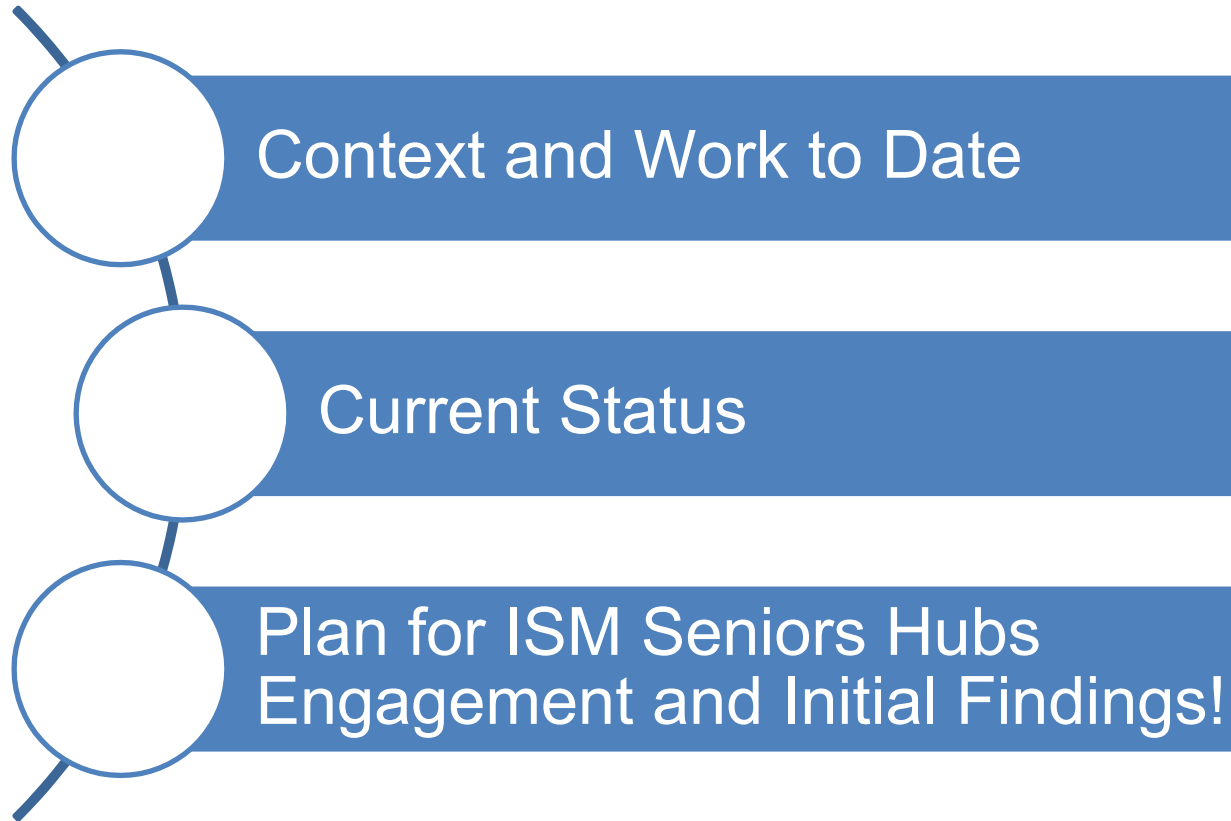 Context and Work to Date
Current Status
Plan for ISM Seniors Hubs
Engagement and Initial Findings!